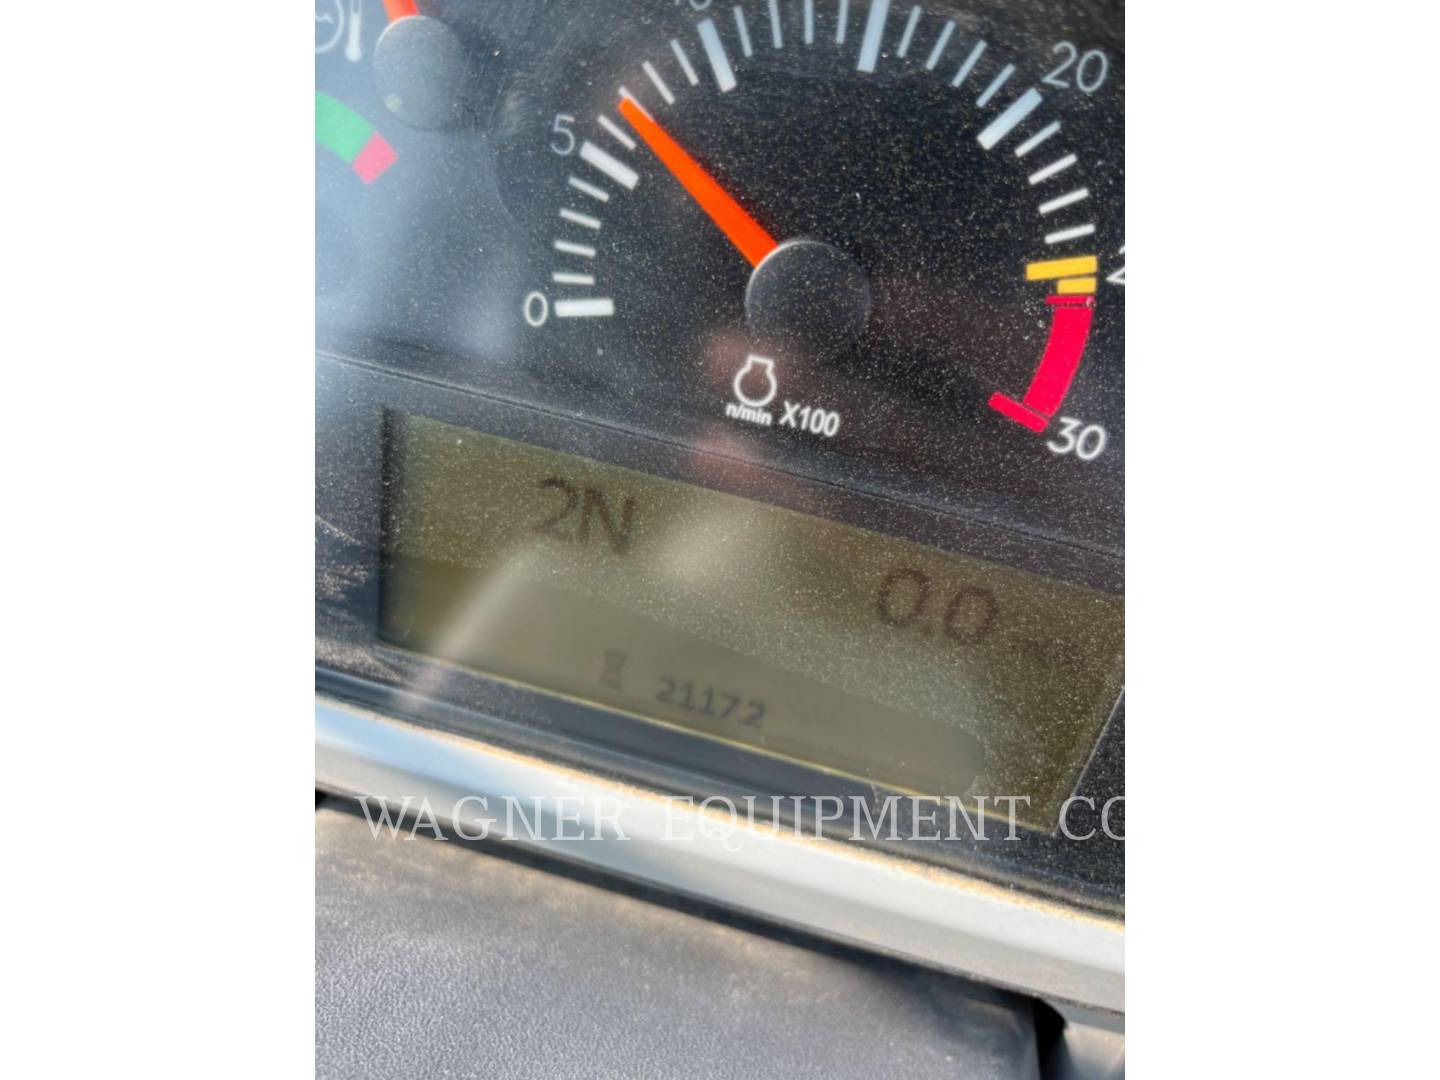 20
5
0
n/min X100
30
2N
0.0
21172
WAGNER EQUIPMENT CO